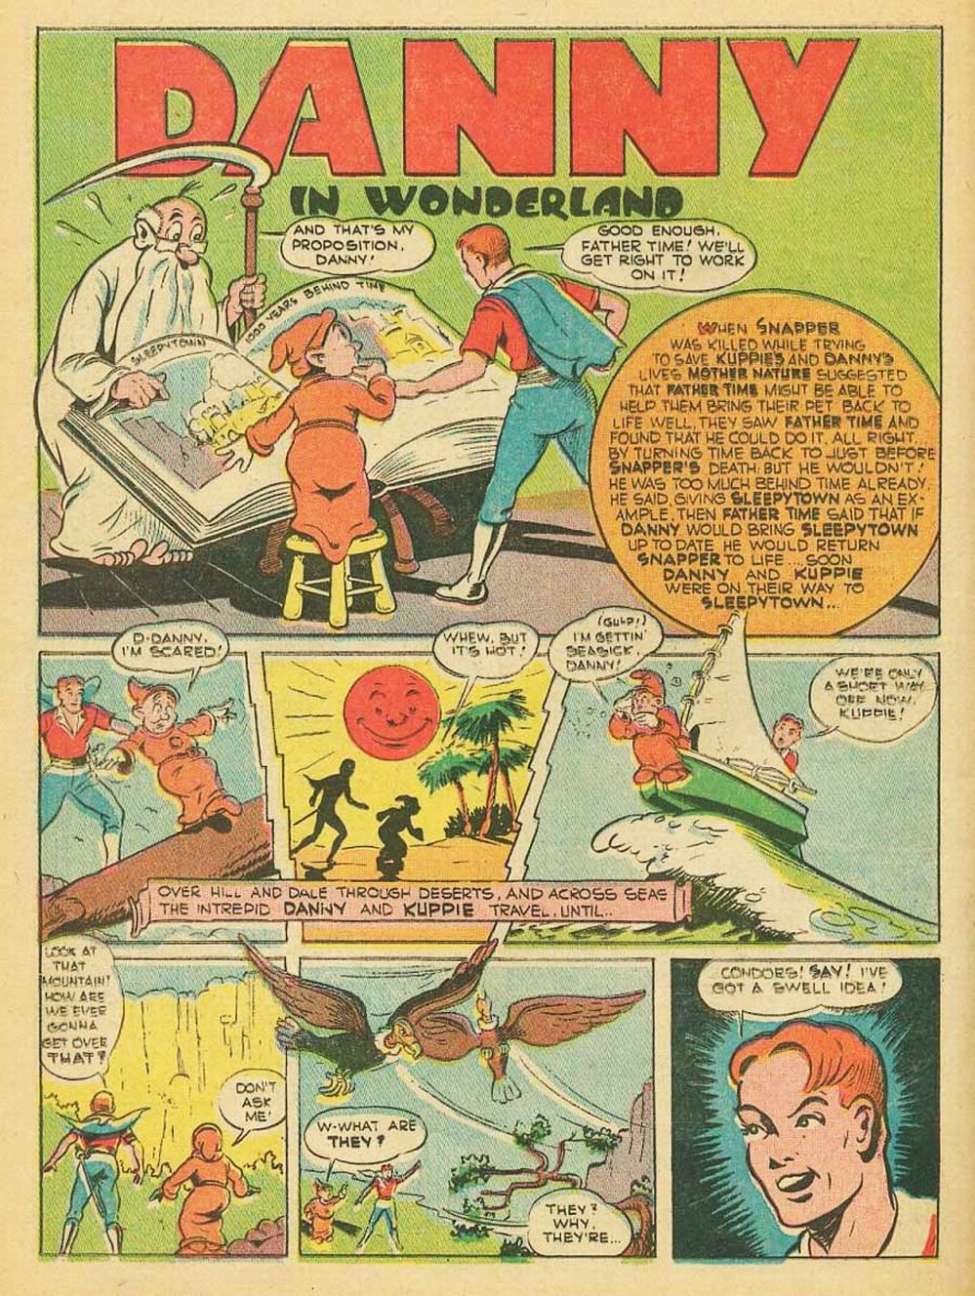 DANNY
IN WONDERLAND
AND THAT'S MY
PROPOSITION,
DANNY!
GOOD ENOUGH,
FATHER TIME! WE'LL
GET RIGHT TO WORK
ON IT!
SLEEPYTOWN
1000 YEARS BEHIND TIME
WHEN SNAPPER
WAS KILLED WHILE TRYING
TO SAVE KUPPIE'S AND DANNY'S
LIVES MOTHER NATURE SUGGESTED
THAT FATHER TIME MIGHT BE ABLE TO
HELP THEM BRING THEIR PET BACK TO
LIFE WELL, THEY SAW FATHER TIME AND
FOUND THAT HE COULD DO IT, ALL RIGHT,
BY TURNING TIME BACK TO JUST BEFORE
SNAPPER'S DEATH, BUT HE WOULDN'T!
HE WAS TOO MUCH BEHIND TIME ALREADY,
HE SAID, GIVING SLEEPYTOWN AS AN EX-
AMPLE. THEN FATHER TIME SAID THAT IF
DANNY WOULD BRING SLEEPYTOWN
UP TO DATE HE WOULD RETURN
SNAPPER TO LIFE... SOON
DANNY AND KUPPIE
WERE ON THEIR WAY TO
SLEEPYTOWN...
D-DANNY,
I'M SCARED!
WHEW, BUT
IT'S HOT!
(GULP!)
I'M GETTIN'
SEASICK,
DANNY!
WE'RE ONLY
A SHORT WAY
OFF NOW,
KUPPIE!
OVER HILL AND DALE, THROUGH DESERTS, AND ACROSS SEAS
THE INTREPID DANNY AND KUPPIE TRAVEL, UNTIL..
LOOK AT
THAT
MOUNTAIN!
HOW ARE
WE EVER
GONNA
GET OVER
THAT?
DON'T
ASK
ME!
W-WHAT ARE
THEY?
THEY?
WHY,
THEY'RE...
CONDORS! SAY! I'VE
GOT A SWELL IDEA!